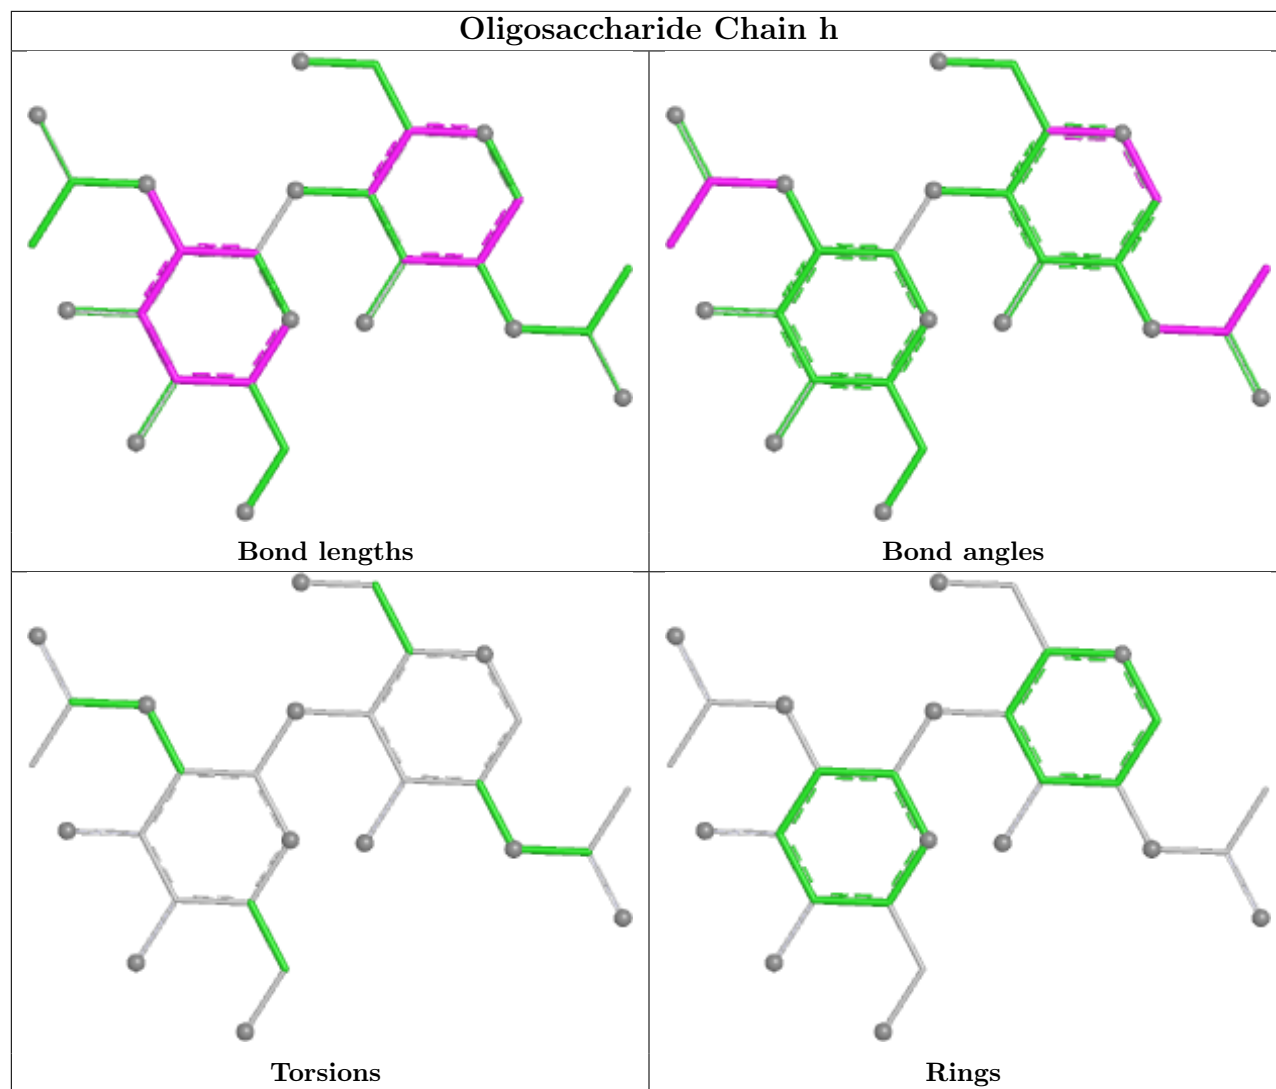 Oligosaccharide Chain h
Bond lengths
Bond angles
Torsions
Rings